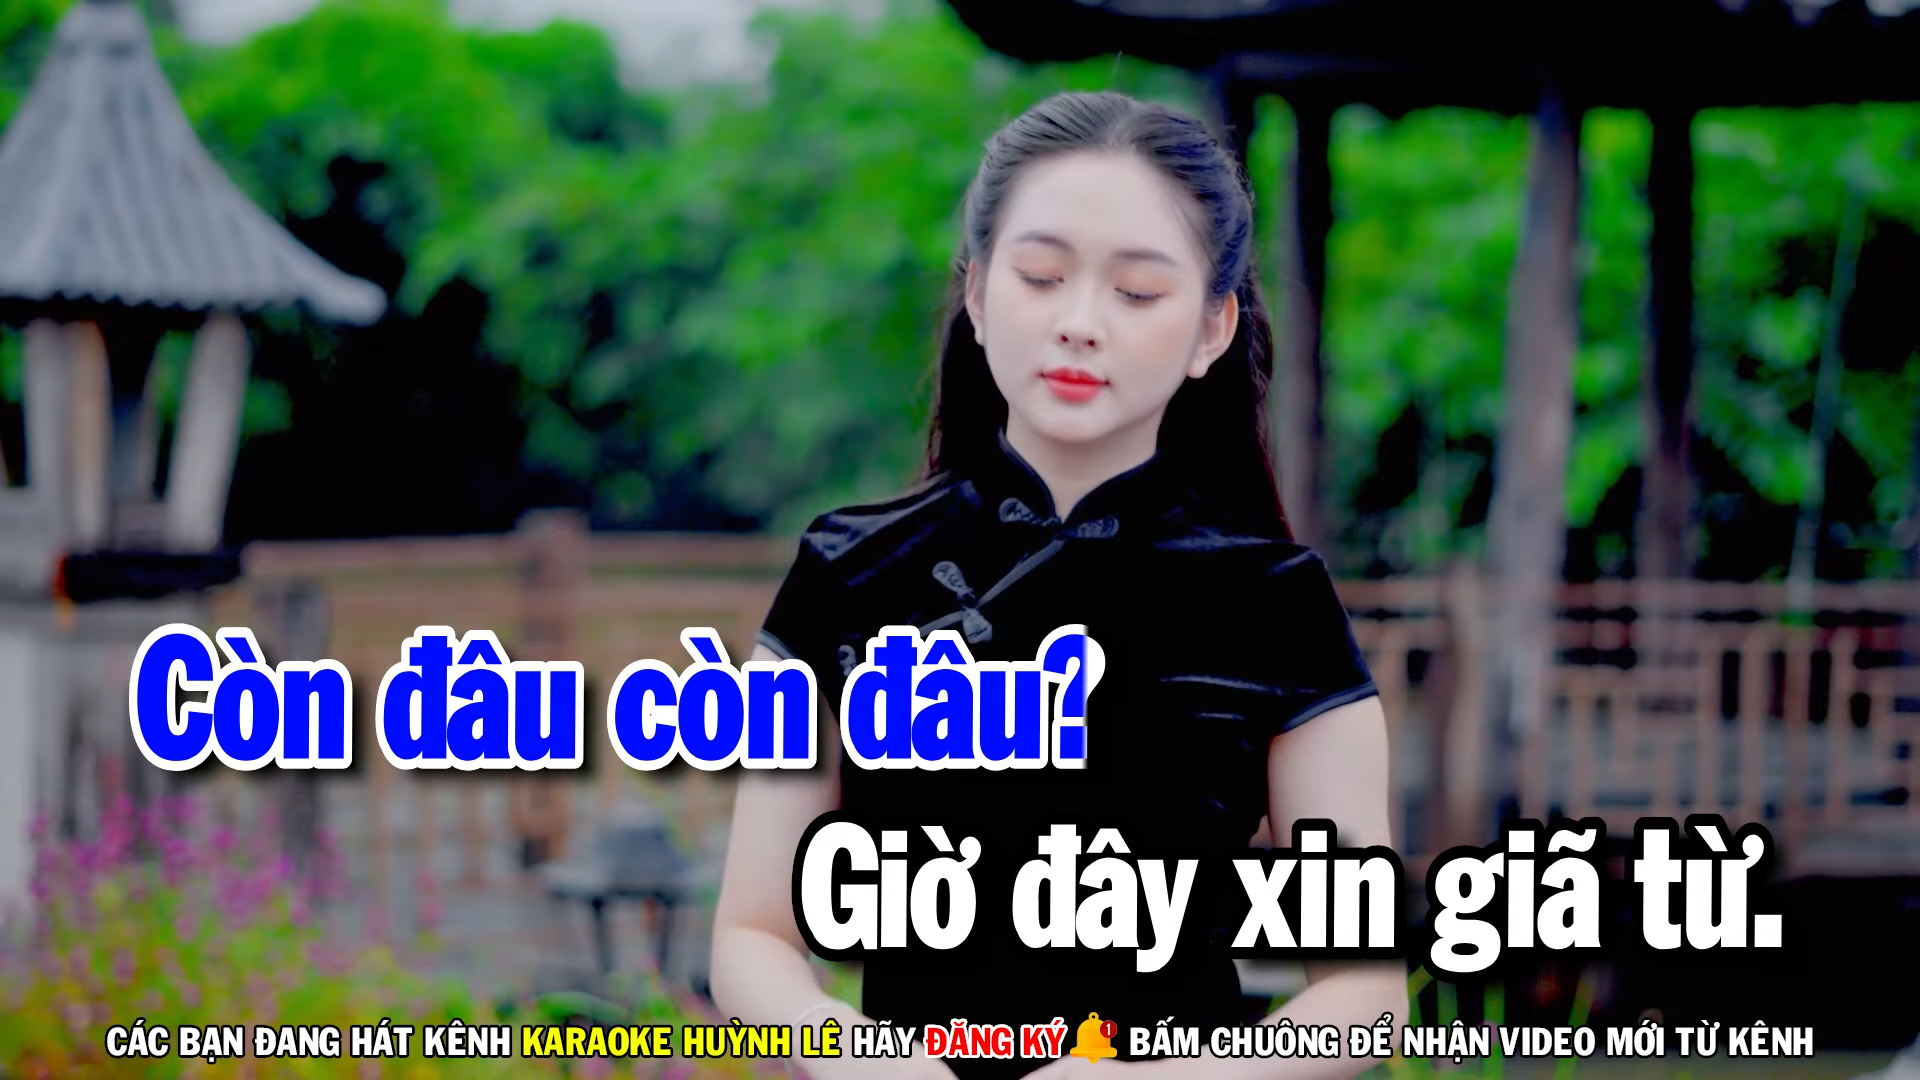 Còn đâu còn đâu?
Giờ đây xin giã từ.
CÁC BẠN ĐANG HÁT KÊNH KARAOKE HUỲNH LÊ HÃY ĐĂNG KÝ 1 BẤM CHUÔNG ĐỂ NHẬN VIDEO MỚI TỪ KÊNH